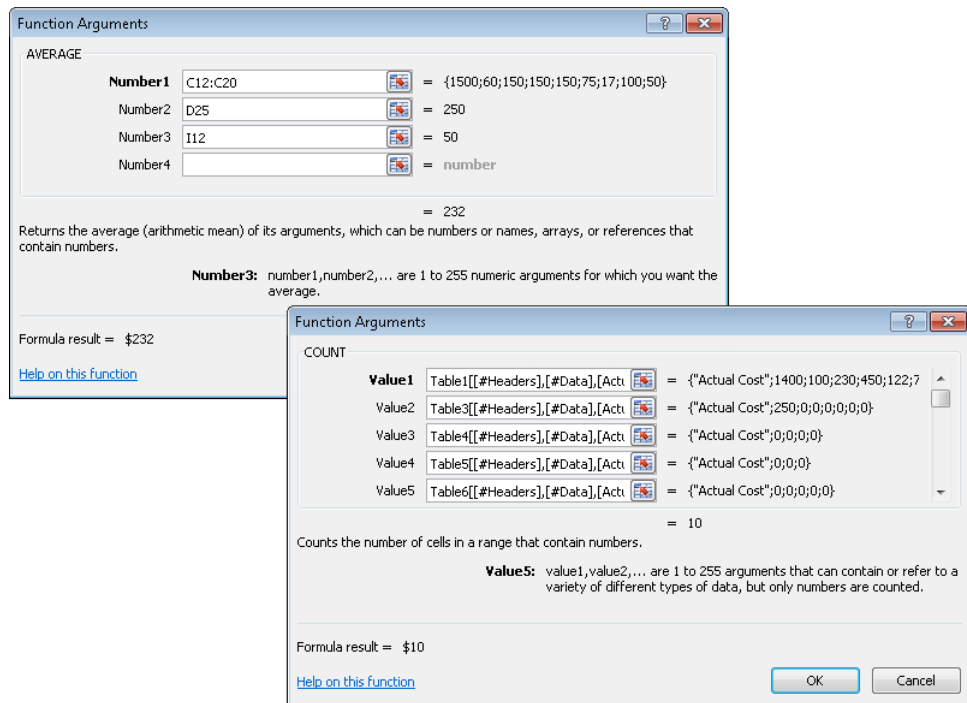 Function Arguments
AVERAGE
Number1 C12:C20 = {1500;60;150;150;150;75;17;100;50}
Number2 D25 = 250
Number3 I12 = 50
Number4 = number
= 232
Returns the average (arithmetic mean) of its arguments, which can be numbers or names, arrays, or references that
contain numbers.
Number3: number1,number2,... are 1 to 255 numeric arguments for which you want the
average.
Formula result = $232
Help on this function
Function Arguments
COUNT
Value1 Table1[[#Headers],[#Data],[Actu = {"Actual Cost";1400;100;230;450;122;7
Value2 Table3[[#Headers],[#Data],[Actu = {"Actual Cost";250;0;0;0;0;0;0}
Value3 Table4[[#Headers],[#Data],[Actu = {"Actual Cost";0;0;0;0}
Value4 Table5[[#Headers],[#Data],[Actu = {"Actual Cost";0;0;0}
Value5 Table6[[#Headers],[#Data],[Actu = {"Actual Cost";0;0;0;0;0}
= 10
Counts the number of cells in a range that contain numbers.
Value5: value1,value2,... are 1 to 255 arguments that can contain or refer to a
variety of different types of data, but only numbers are counted.
Formula result = $10
Help on this function
OK Cancel